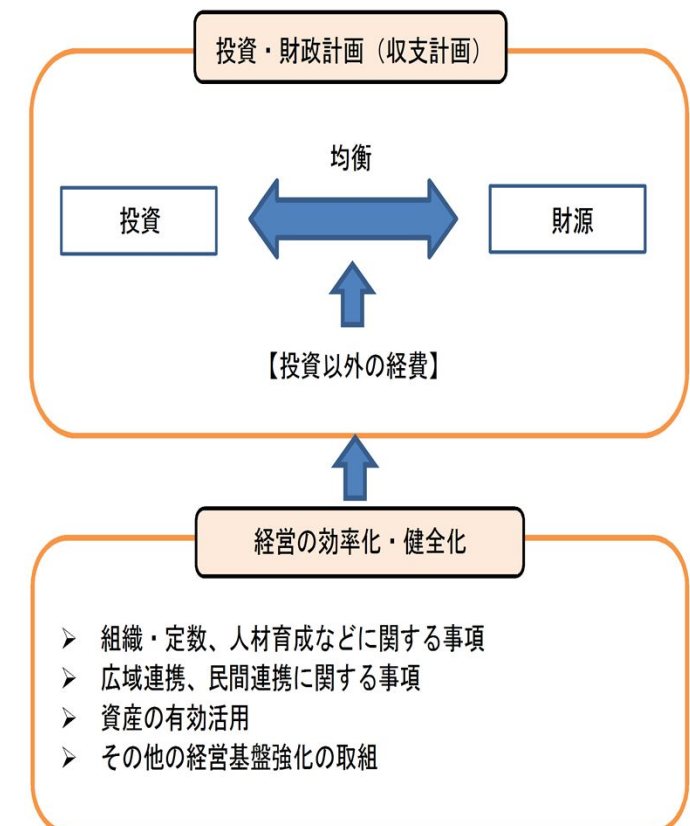 投資・財政計画（収支計画）
均衡
投資
財源
【投資以外の経費】
経営の効率化・健全化
➢ 組織・定数、人材育成などに関する事項
➢ 広域連携、民間連携に関する事項
➢ 資産の有効活用
➢ その他の経営基盤強化の取組